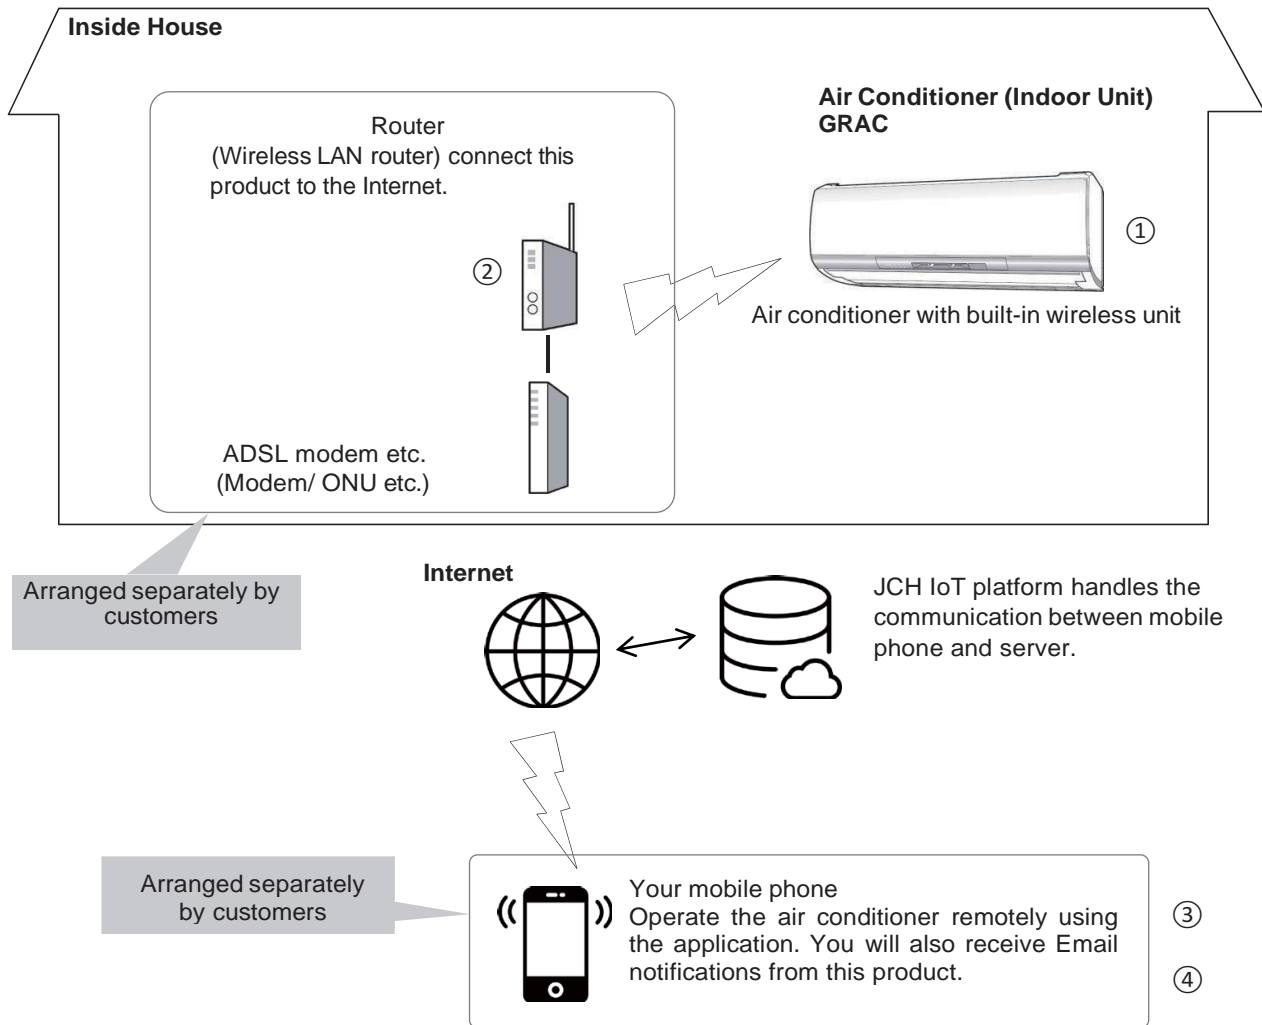 Inside House
Router
(Wireless LAN router) connect this
product to the Internet.
②
Air Conditioner (Indoor Unit)
GRAC
①
Air conditioner with built-in wireless unit
ADSL modem etc.
(Modem/ ONU etc.)
Arranged separately by
customers
Internet
JCH IoT platform handles the
communication between mobile
phone and server.
Arranged separately
by customers
Your mobile phone
Operate the air conditioner remotely using
the application. You will also receive Email
notifications from this product.
③
④